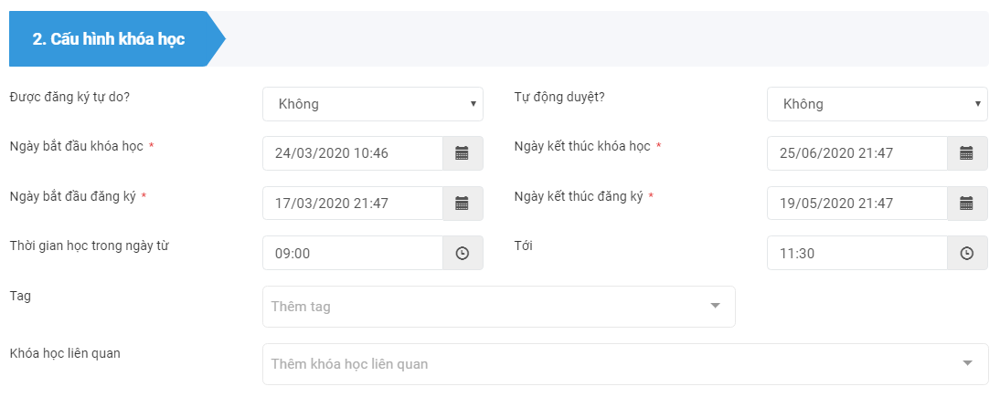 2. Cấu hình khóa học
Được đăng ký tự do? Không Tự động duyệt? Không
Ngày bắt đầu khóa học * 24/03/2020 10:46 Ngày kết thúc khóa học * 25/06/2020 21:47
Ngày bắt đầu đăng ký * 17/03/2020 21:47 Ngày kết thúc đăng ký * 19/05/2020 21:47
Thời gian học trong ngày từ 09:00 Tới 11:30
Tag Thêm tag
Khóa học liên quan Thêm khóa học liên quan